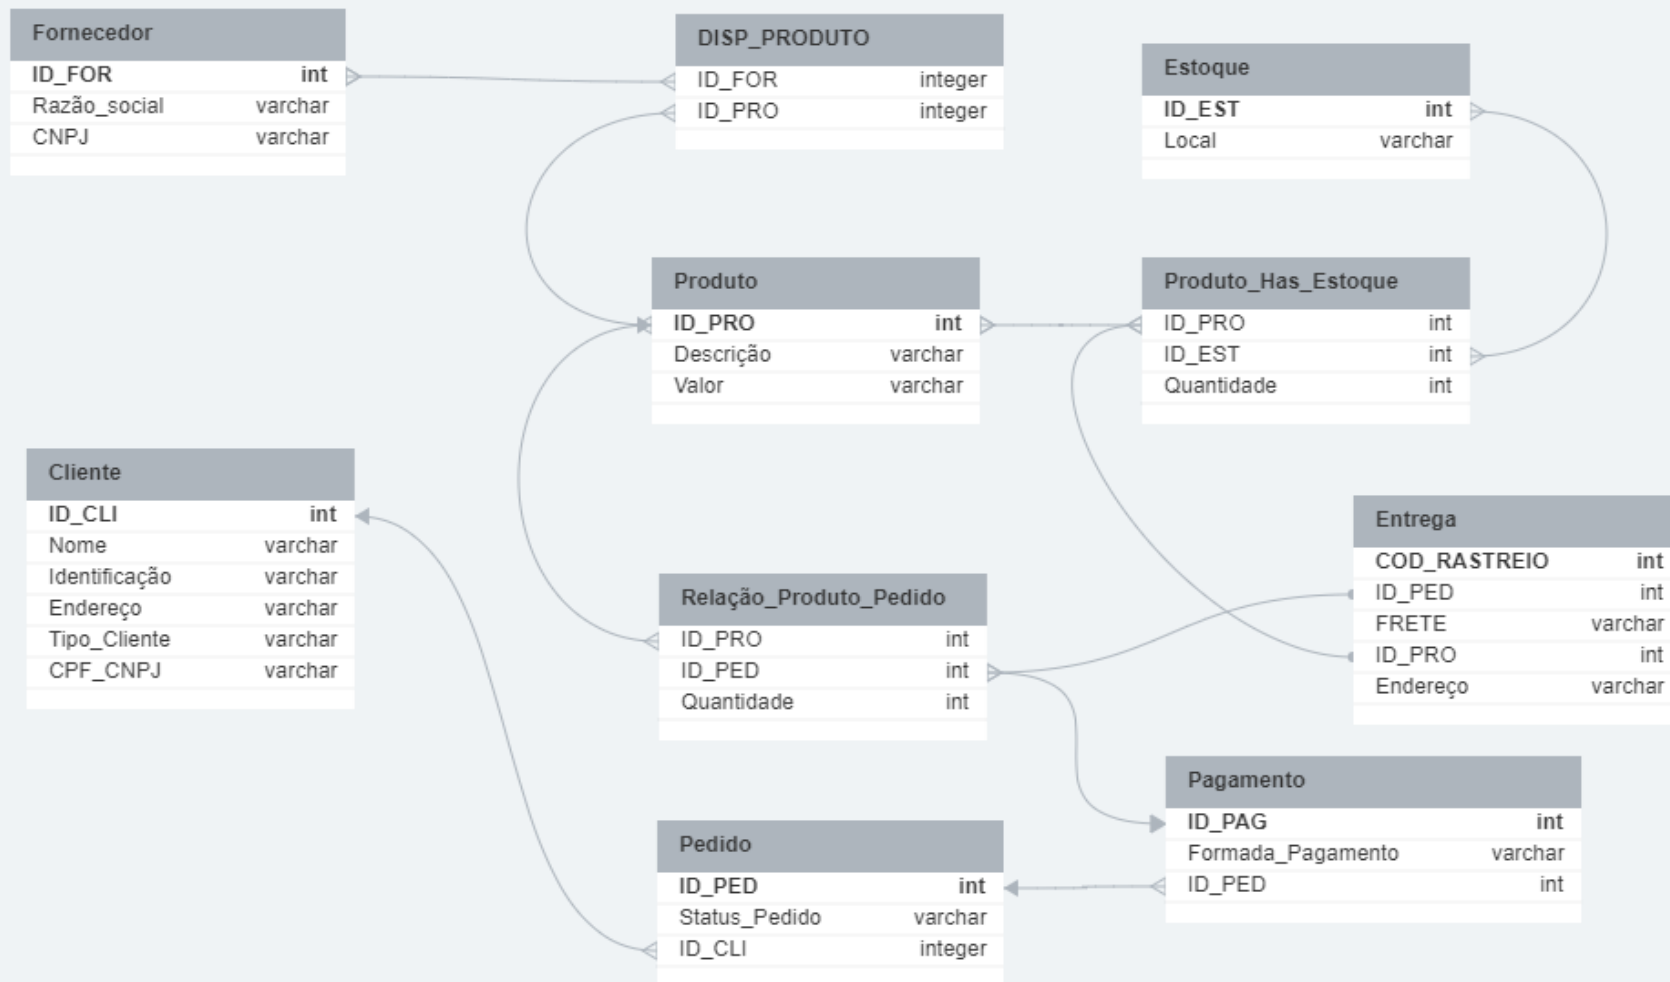 Fornecedor
ID_FOR int
Razão_social varchar
CNPJ varchar
DISP_PRODUTO
ID_FOR integer
ID_PRO integer
Estoque
ID_EST int
Local varchar
Produto
ID_PRO int
Descrição varchar
Valor varchar
Produto_Has_Estoque
ID_PRO int
ID_EST int
Quantidade int
Cliente
ID_CLI int
Nome varchar
Identificação varchar
Endereço varchar
Tipo_Cliente varchar
CPF_CNPJ varchar
Relação_Produto_Pedido
ID_PRO int
ID_PED int
Quantidade int
Entrega
COD_RASTREIO int
ID_PED int
FRETE varchar
ID_PRO int
Endereço varchar
Pedido
ID_PED int
Status_Pedido varchar
ID_CLI integer
Pagamento
ID_PAG int
Formada_Pagamento varchar
ID_PED int